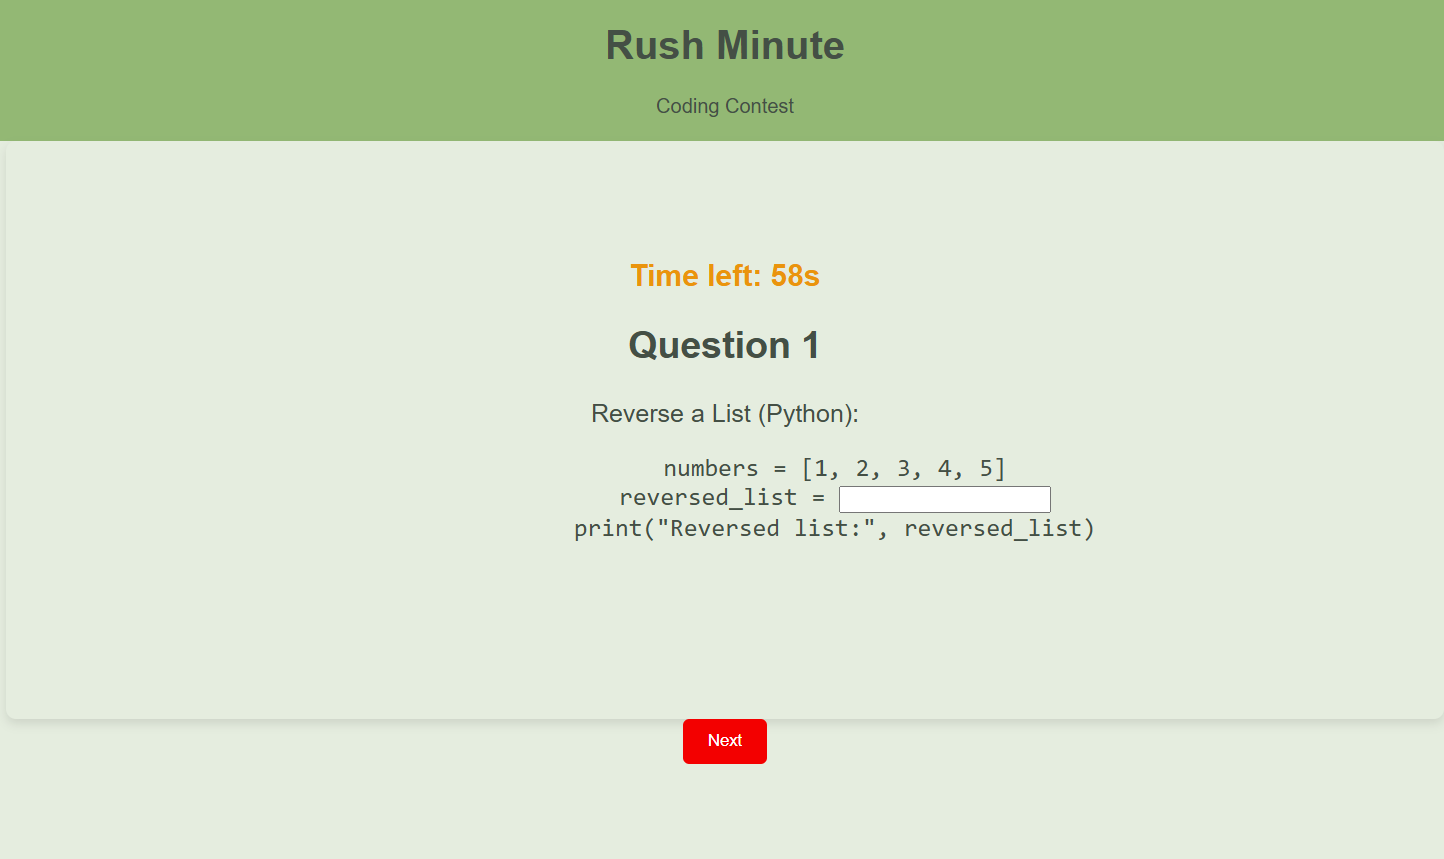 Rush Minute
Coding Contest
Time left: 58s
Question 1
Reverse a List (Python):
numbers = [1, 2, 3, 4, 5]
reversed_list =
print("Reversed list:", reversed_list)
Next